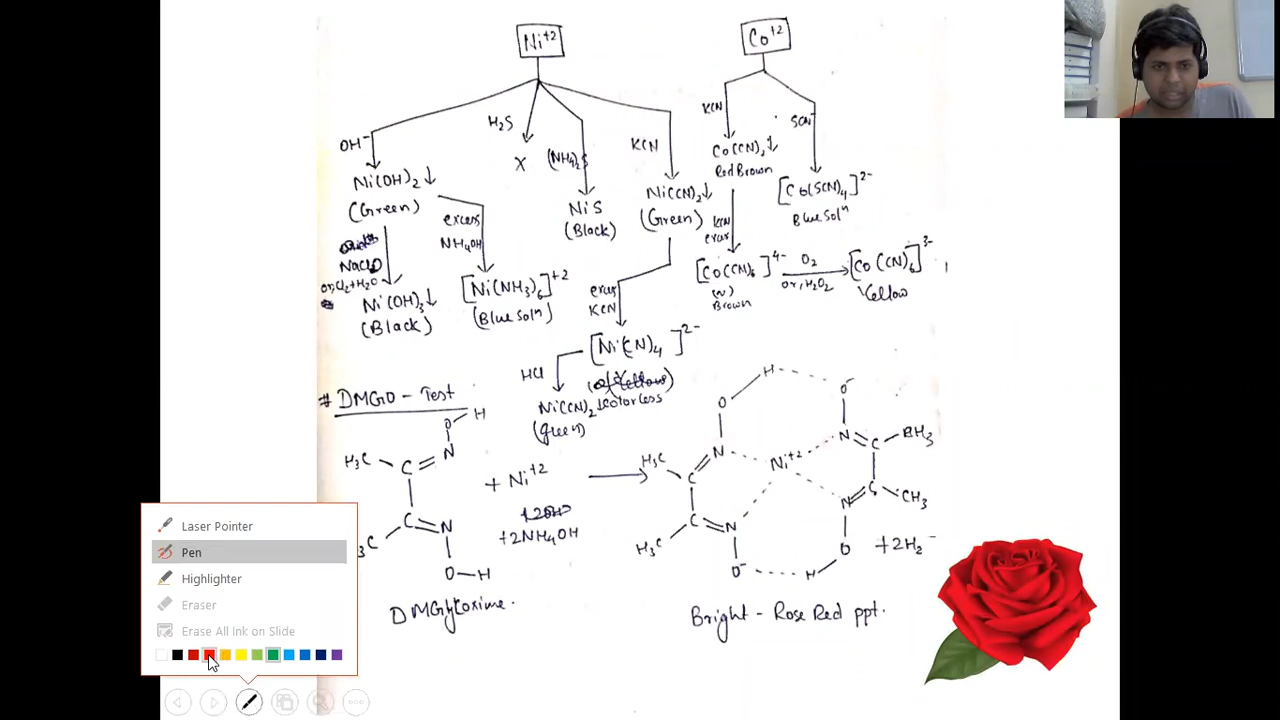 Ni+2
Co+2
OH-
H2S
X
(NH4)2S
KCN
KCN
SCN-
Ni(OH)2↓
(Green)
excess
NH4OH
NiS
(Black)
Ni(CN)2↓
(Green)
Co(CN)2↓
Red Brown
KCN
excess
[Co(SCN)4]2-
Blue Soln
NaClO
or, Cl2+H2O
Ni(OH)3↓
(Black)
[Ni(NH3)6]+2
(Blue Soln)
excess
KCN
[Co(CN)6]4-
Brown
O2
or, H2O2
[Co(CN)6]3-
Yellow
[Ni(CN)4]2-
colorless
HCl
Ni(CN)2↓
(green)
# DMGO - Test
H3C
C
N
O
H
C
N
O-H
+ Ni+2
+2NH4OH
H3C
H3C
C
C
N
N
O
O-
H
Ni+2
O-
N
N
C
C
CH3
CH3
O
H
+2H2
DMGlyoxime.
Bright - Rose Red ppt.
Laser Pointer
Pen
Highlighter
Eraser
Erase All Ink on Slide